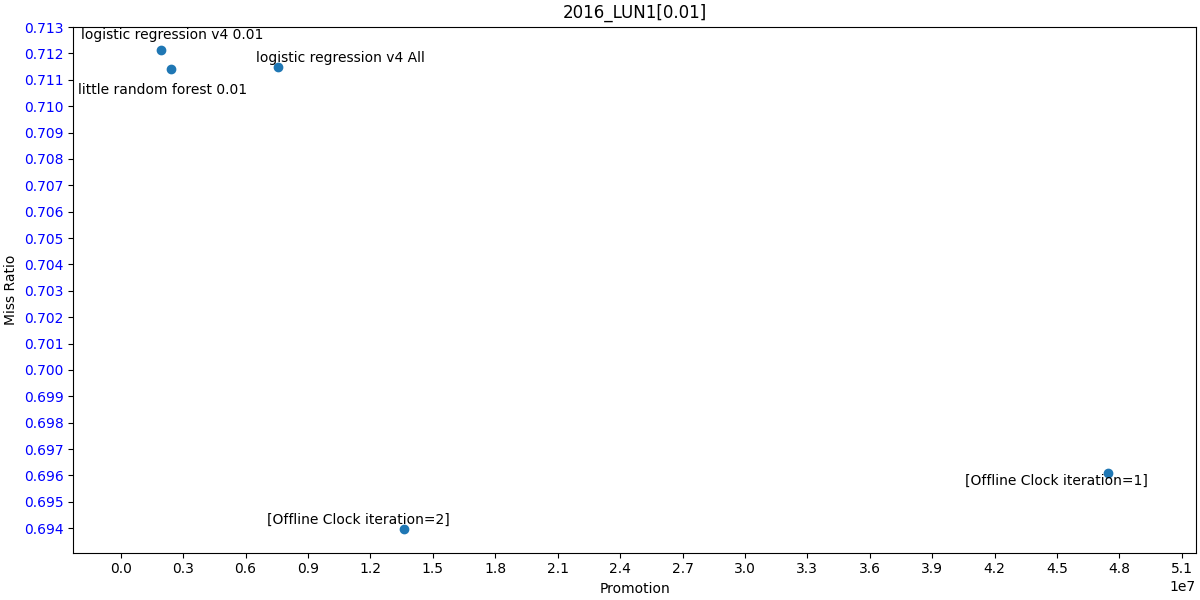 2016_LUN1[0.01]
0.713
0.712
0.711
0.710
0.709
0.708
0.707
0.706
0.705
0.704
0.703
0.702
0.701
0.700
0.699
0.698
0.697
0.696
0.695
0.694
Miss Ratio
logistic regression v4 0.01
logistic regression v4 All
little random forest 0.01
[Offline Clock iteration=1]
[Offline Clock iteration=2]
0.0 0.3 0.6 0.9 1.2 1.5 1.8 2.1 2.4 2.7 3.0 3.3 3.6 3.9 4.2 4.5 4.8 5.1
1e7
Promotion